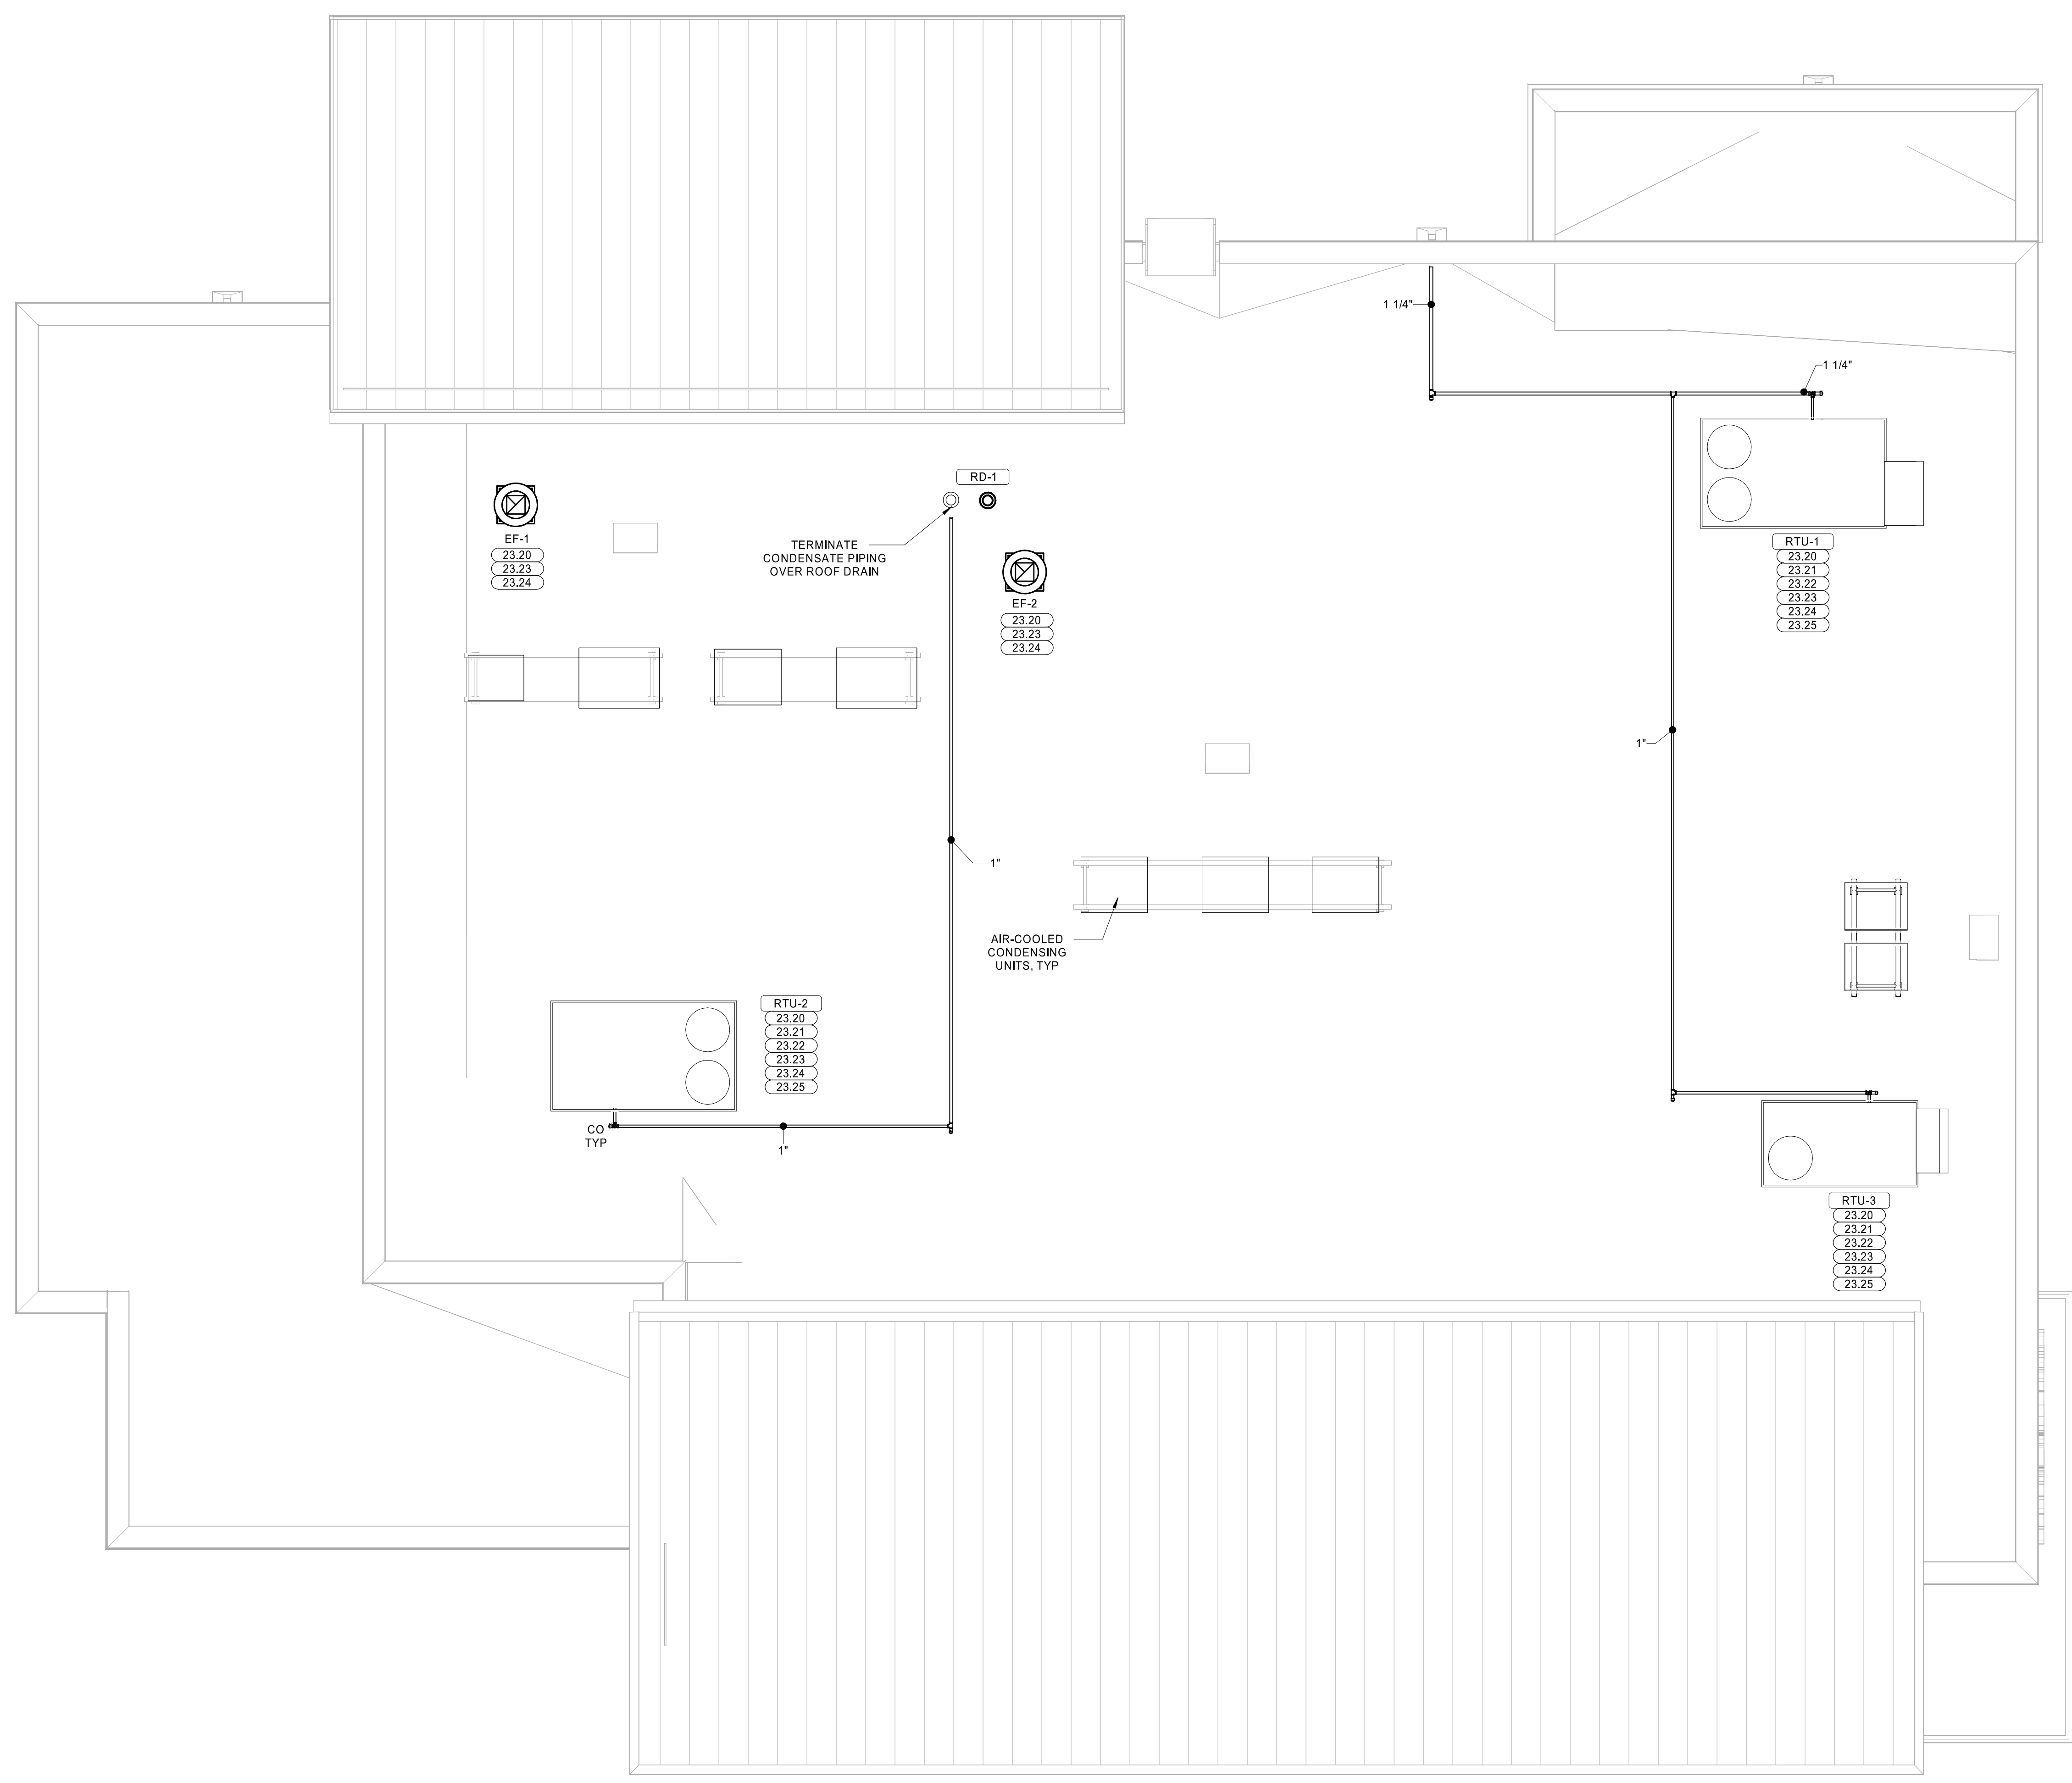 1 1/4"
1 1/4"
RD-1
EF-1
23.20
23.23
23.24
TERMINATE
CONDENSATE PIPING
OVER ROOF DRAIN
EF-2
23.20
23.23
23.24
RTU-1
23.20
23.21
23.22
23.23
23.24
23.25
1"
1"
AIR-COOLED
CONDENSING
UNITS, TYP
RTU-2
23.20
23.21
23.22
23.23
23.24
23.25
CO
TYP
1"
RTU-3
23.20
23.21
23.22
23.23
23.24
23.25